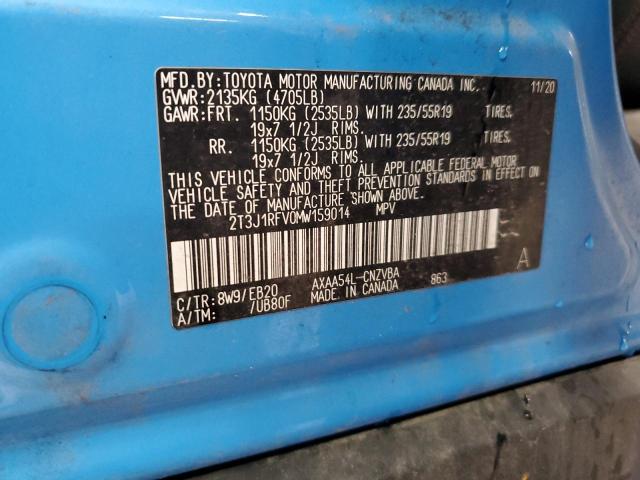 MFD.BY:TOYOTA MOTOR MANUFACTURING CANADA INC. 11/20
GVWR:2135KG (4705LB)
GAWR:FRT. 1150KG (2535LB) WITH 235/55R19 TIRES.
19x7 1/2J RIMS.
RR. 1150KG (2535LB) WITH 235/55R19 TIRES.
19x7 1/2J RIMS.
THIS VEHICLE CONFORMS TO ALL APPLICABLE FEDERAL MOTOR
VEHICLE SAFETY AND THEFT PREVENTION STANDARDS IN EFFECT ON
THE DATE OF MANUFACTURE SHOWN ABOVE.
2T3J1RFV0MW159014 MPV
C/TR:8W9/EB20 AXAA54L-CNZVBA 863 A
A/TM: /UB80F MADE IN CANADA